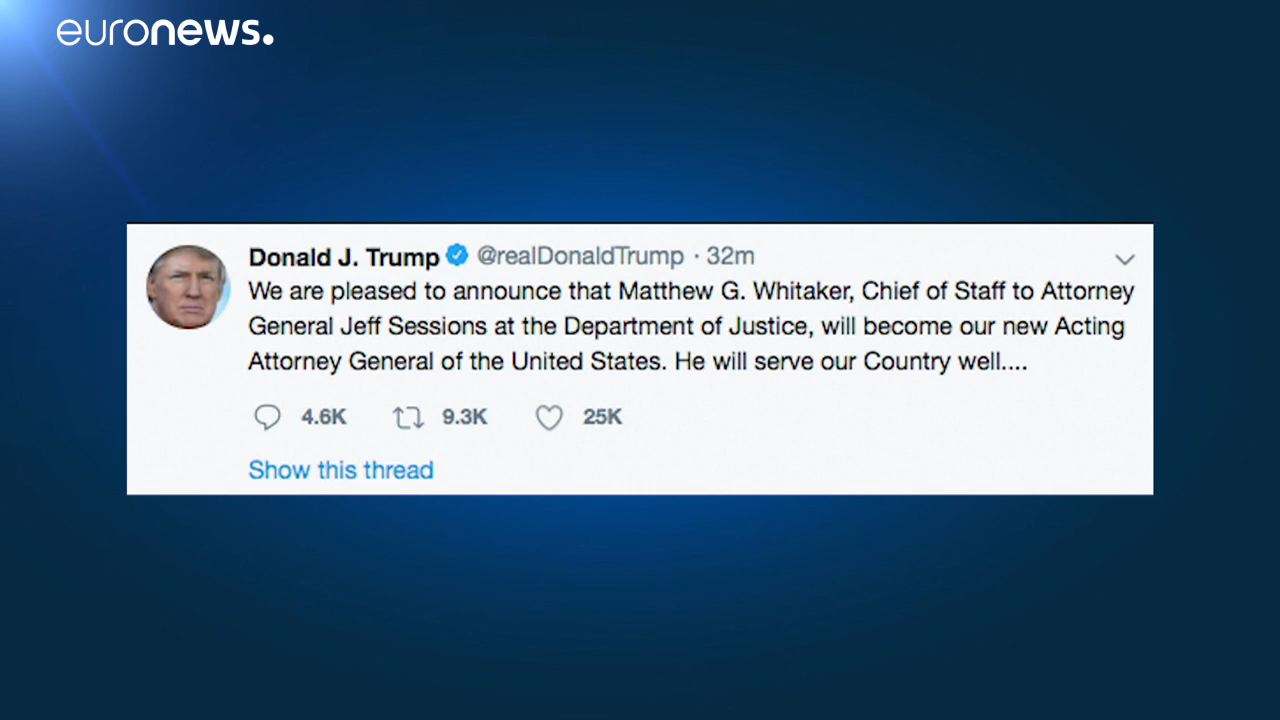 euronews.
Donald J. Trump @realDonaldTrump · 32m
We are pleased to announce that Matthew G. Whitaker, Chief of Staff to Attorney
General Jeff Sessions at the Department of Justice, will become our new Acting
Attorney General of the United States. He will serve our Country well....
4.6K 9.3K 25K
Show this thread